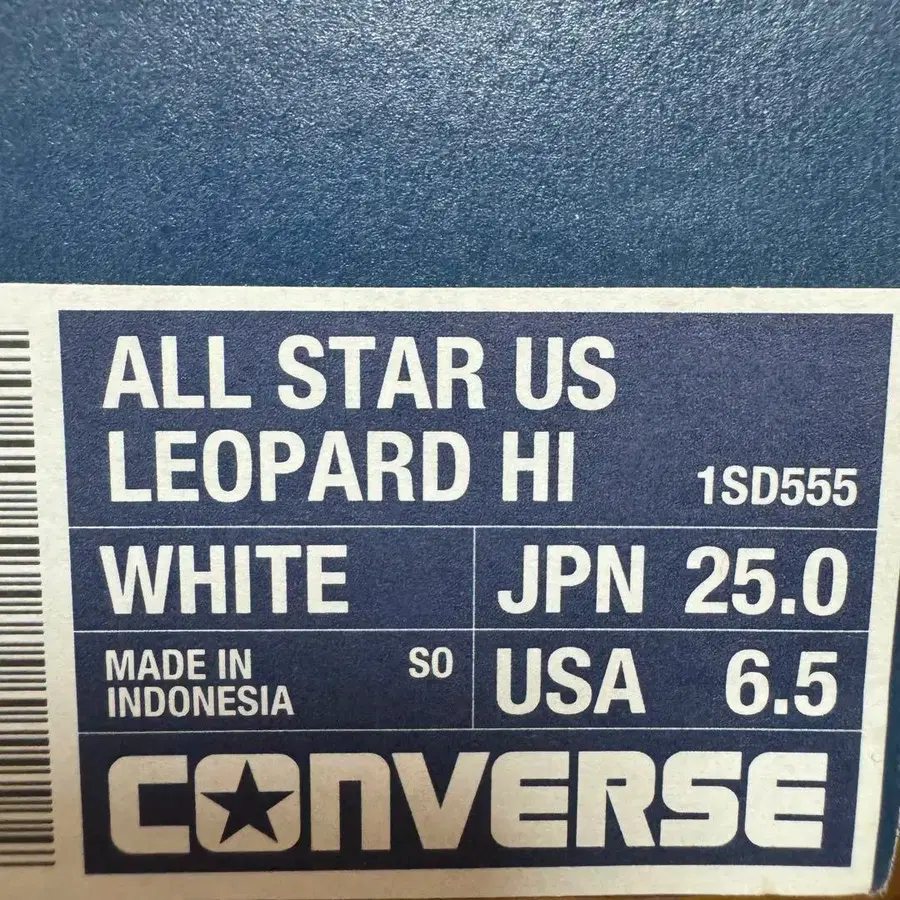 ALL STAR US
LEOPARD HI 1SD555
WHITE JPN 25.0
MADE IN SO USA 6.5
INDONESIA
CONVERSE